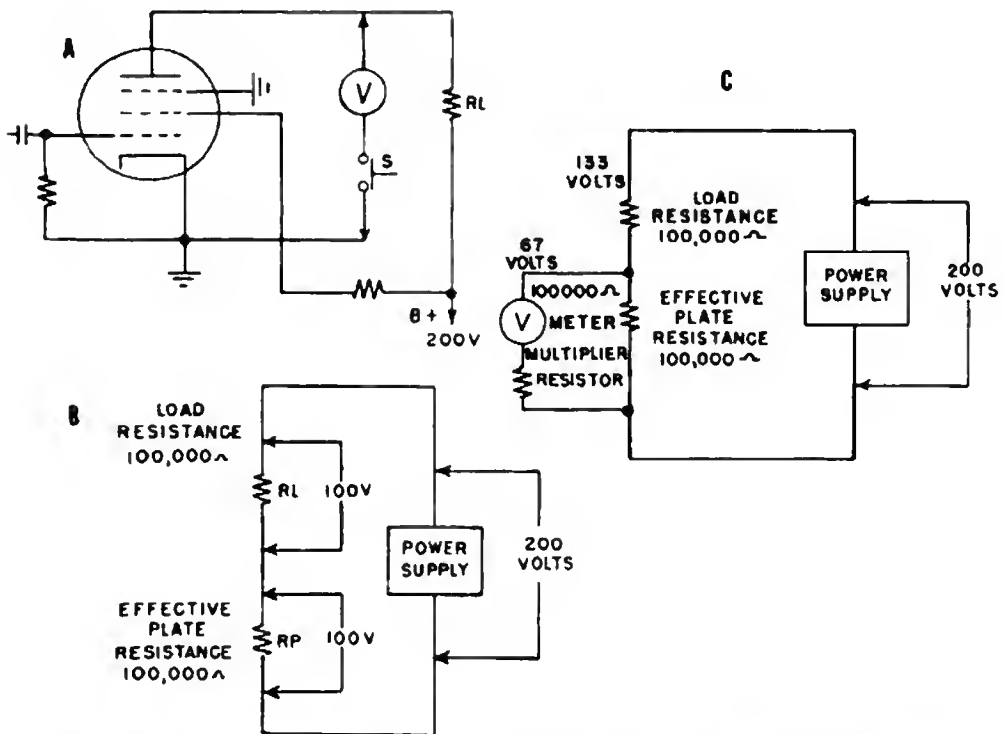 A
V
S
RL
B+
200V
C
133
VOLTS
LOAD
RESISTANCE
100,000∿
67
VOLTS
100000Ω
V
METER
MULTIPLIER
RESISTOR
EFFECTIVE
PLATE
RESISTANCE
100,000∿
POWER
SUPPLY
200
VOLTS
B
LOAD
RESISTANCE
100,000∿
RL
100V
EFFECTIVE
PLATE
RESISTANCE
100,000∿
RP
100V
POWER
SUPPLY
200
VOLTS